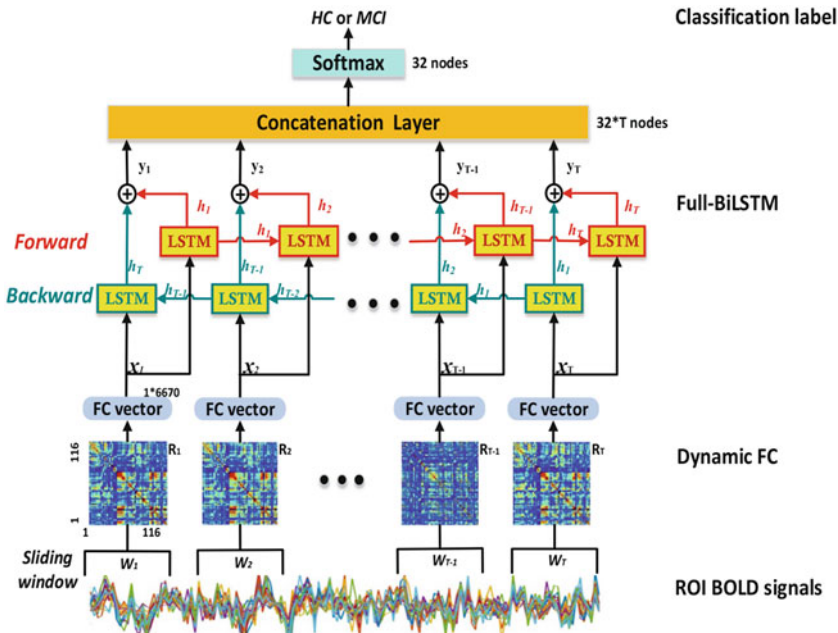 HC or MCI
Classification label
Softmax
32 nodes
Concatenation Layer
32*T nodes
y1
y2
yT-1
yT
Full-BiLSTM
h1
h2
hT-1
hT
Forward
LSTM
h1
LSTM
h2
LSTM
hT-1
LSTM
hT
hT-1
h2
h1
Backward
LSTM
hT-1
LSTM
hT-2
LSTM
h1
LSTM
x1
x2
xT-1
xT
1*6670
FC vector
FC vector
FC vector
FC vector
116
R1
R2
RT-1
RT
Dynamic FC
1
1
116
Sliding
window
W1
W2
WT-1
WT
ROI BOLD signals